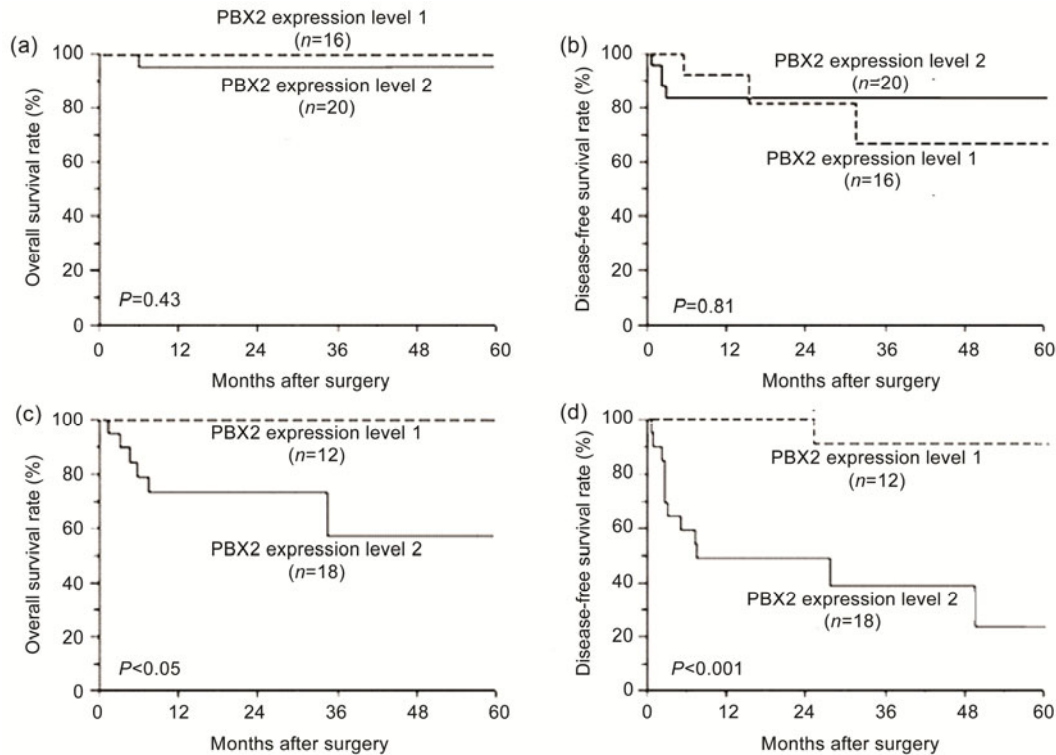 (a)
PBX2 expression level 1
(n=16)
PBX2 expression level 2
(n=20)
P=0.43
Overall survival rate (%)
100
80
60
40
20
0
0 12 24 36 48 60
Months after surgery
(b)
PBX2 expression level 2
(n=20)
PBX2 expression level 1
(n=16)
P=0.81
Disease-free survival rate (%)
100
80
60
40
20
0
0 12 24 36 48 60
Months after surgery
(c)
PBX2 expression level 1
(n=12)
PBX2 expression level 2
(n=18)
P<0.05
Overall survival rate (%)
100
80
60
40
20
0
0 12 24 36 48 60
Months after surgery
(d)
PBX2 expression level 1
(n=12)
PBX2 expression level 2
(n=18)
P<0.001
Disease-free survival rate (%)
100
80
60
40
20
0
0 12 24 36 48 60
Months after surgery